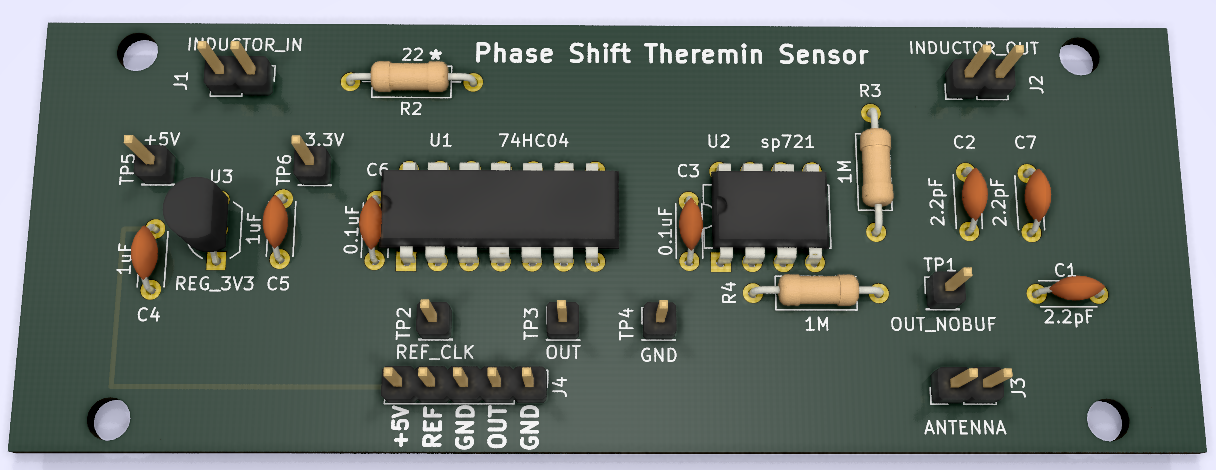 INDUCTOR_IN
22 *
Phase Shift Theremin Sensor
INDUCTOR_OUT
J1
R2
J2
R3
+5V
3.3V
U1
74HC04
U2
sp721
C2
C7
TP5
TP6
U3
C6
C3
1M
2.2pF
2.2pF
1uF
1uF
0.1uF
0.1uF
REG_3V3
C5
C4
R4
1M
TP1
OUT_NOBUF
C1
2.2pF
TP2
REF_CLK
TP3
OUT
TP4
GND
J4
+5V
REF
GND
OUT
GND
J3
ANTENNA